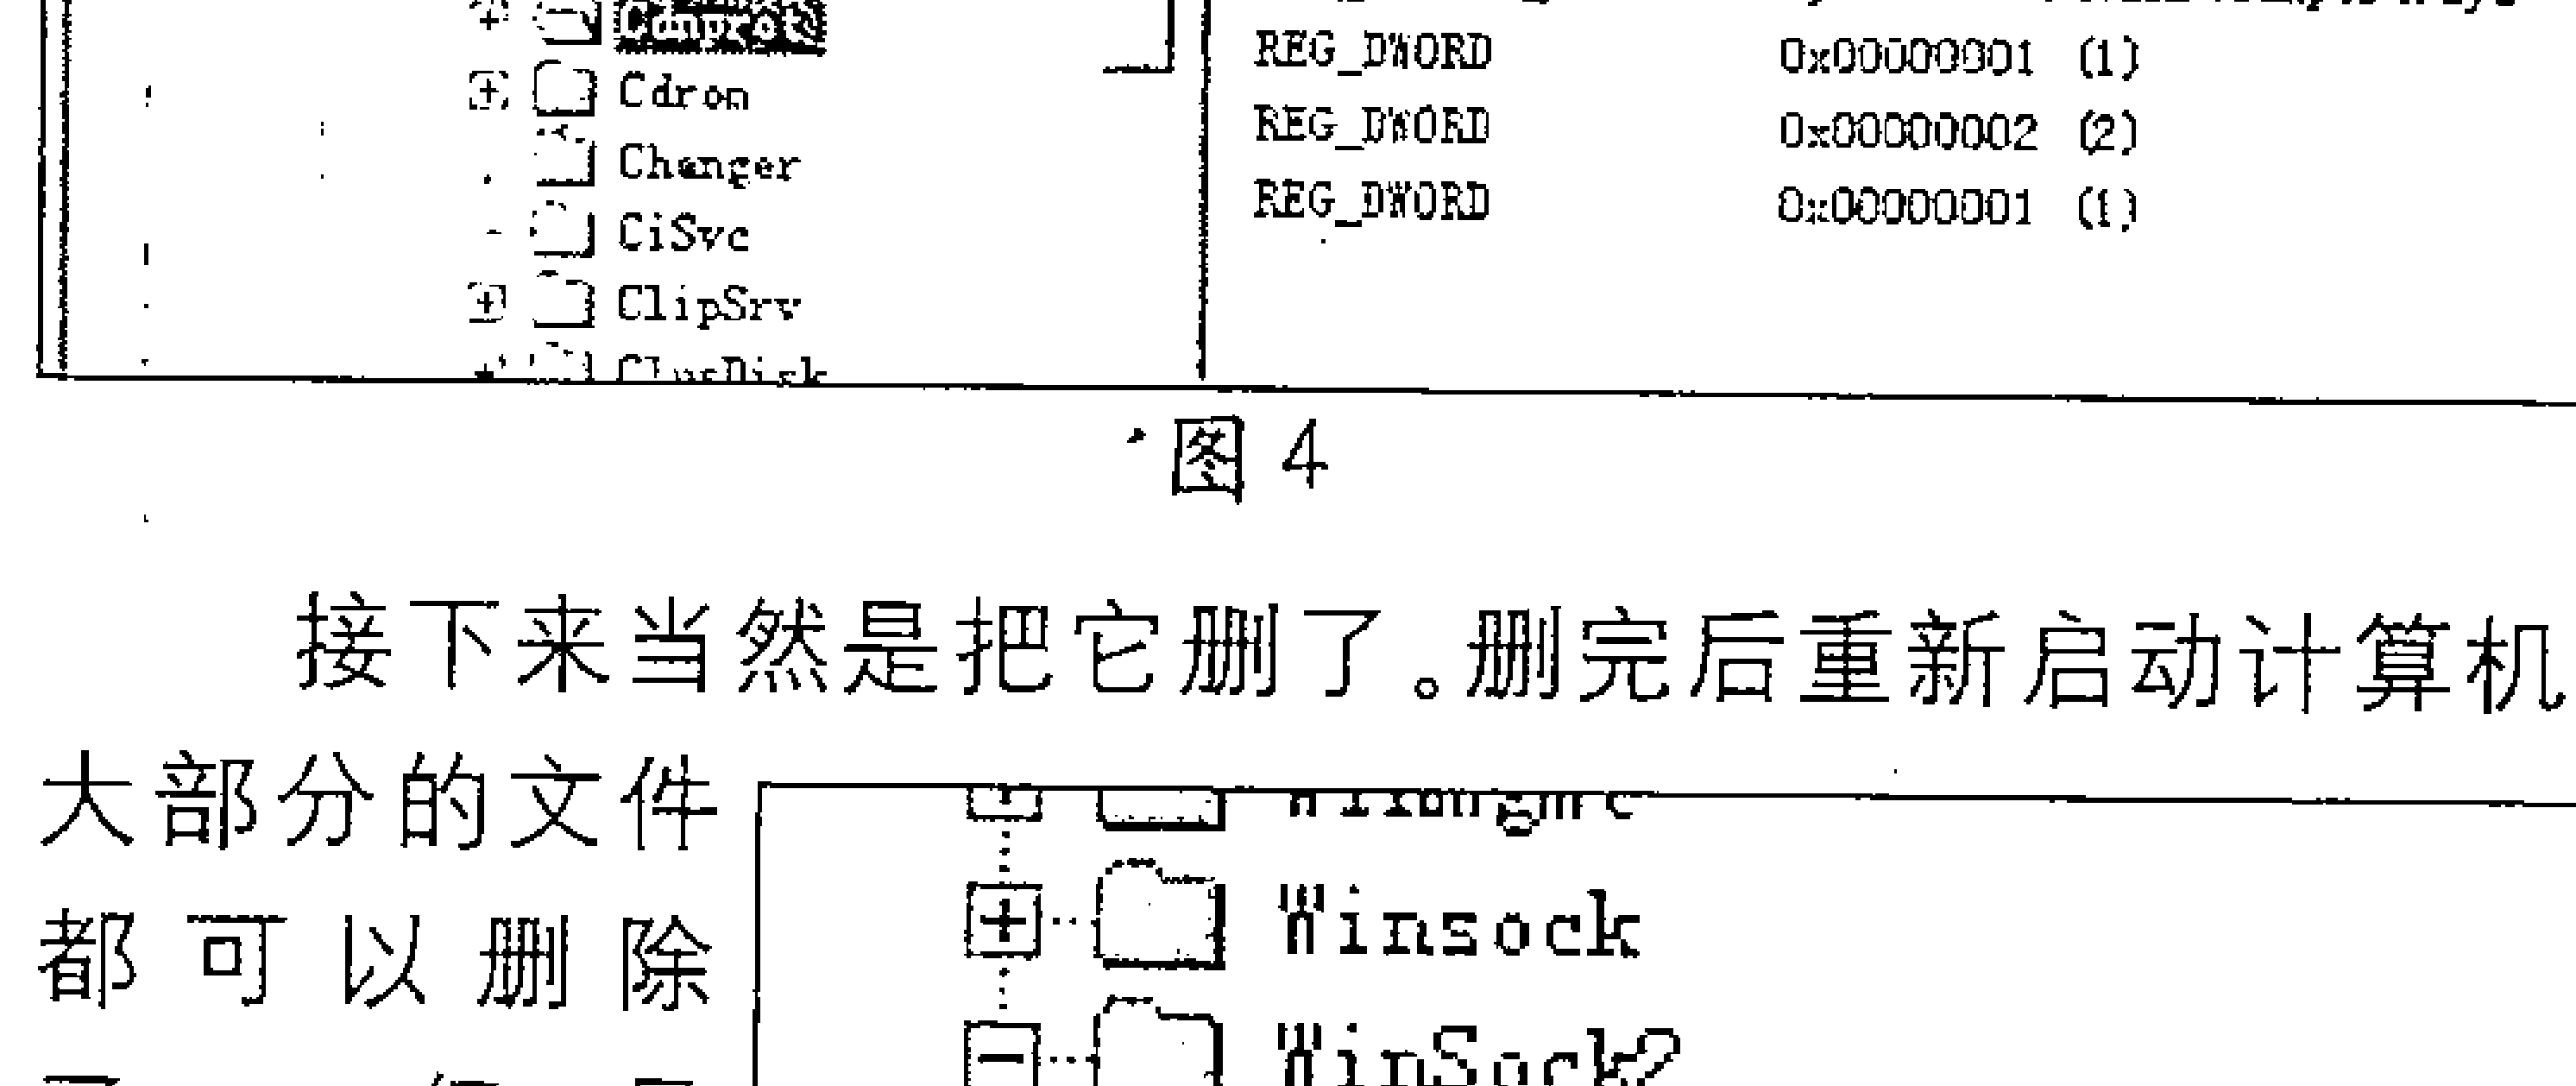 Cdnprot
Cdrom
Changer
CiSvc
ClipSrv
ClusDisk
REG_DWORD 0x00000001 (1)
REG_DWORD 0x00000002 (2)
REG_DWORD 0x00000001 (1)
图 4
接下来当然是把它删了。删完后重新启动计算机
大部分的文件
都可以删除
Winsock
WinSock2